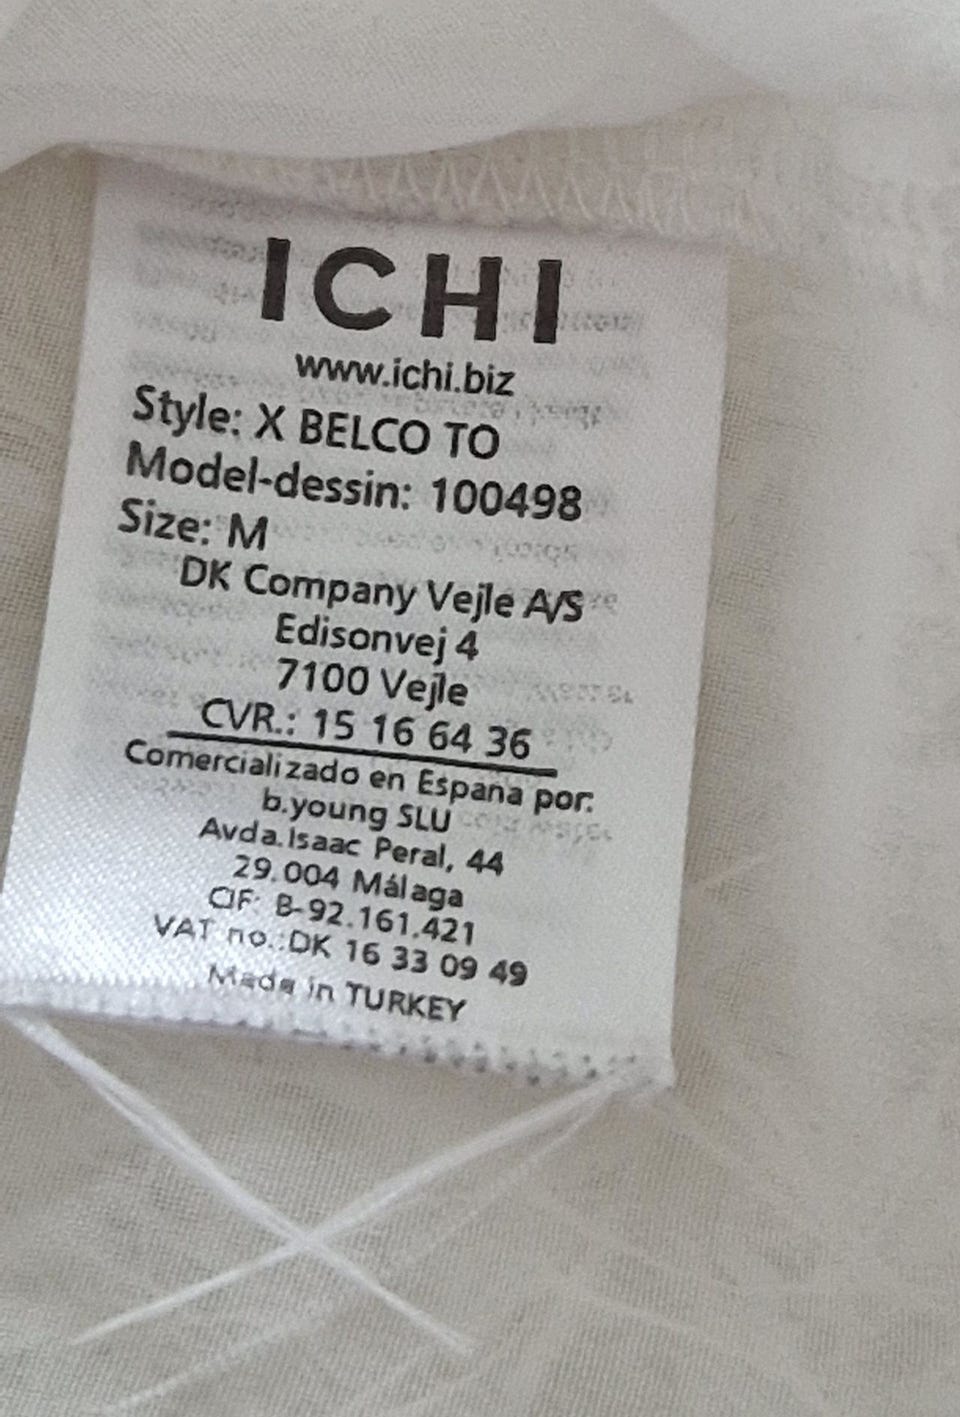 ICHI
www.ichi.biz
Style: X BELCO TO
Model-dessin: 100498
Size: M
DK Company Vejle A/S
Edisonvej 4
7100 Vejle
CVR.: 15 16 64 36
Comercializado en Espana por:
b.young SLU
Avda.Isaac Peral, 44
29.004 Málaga
CIF: B-92.161.421
VAT no.:DK 16 33 09 49
Made in TURKEY